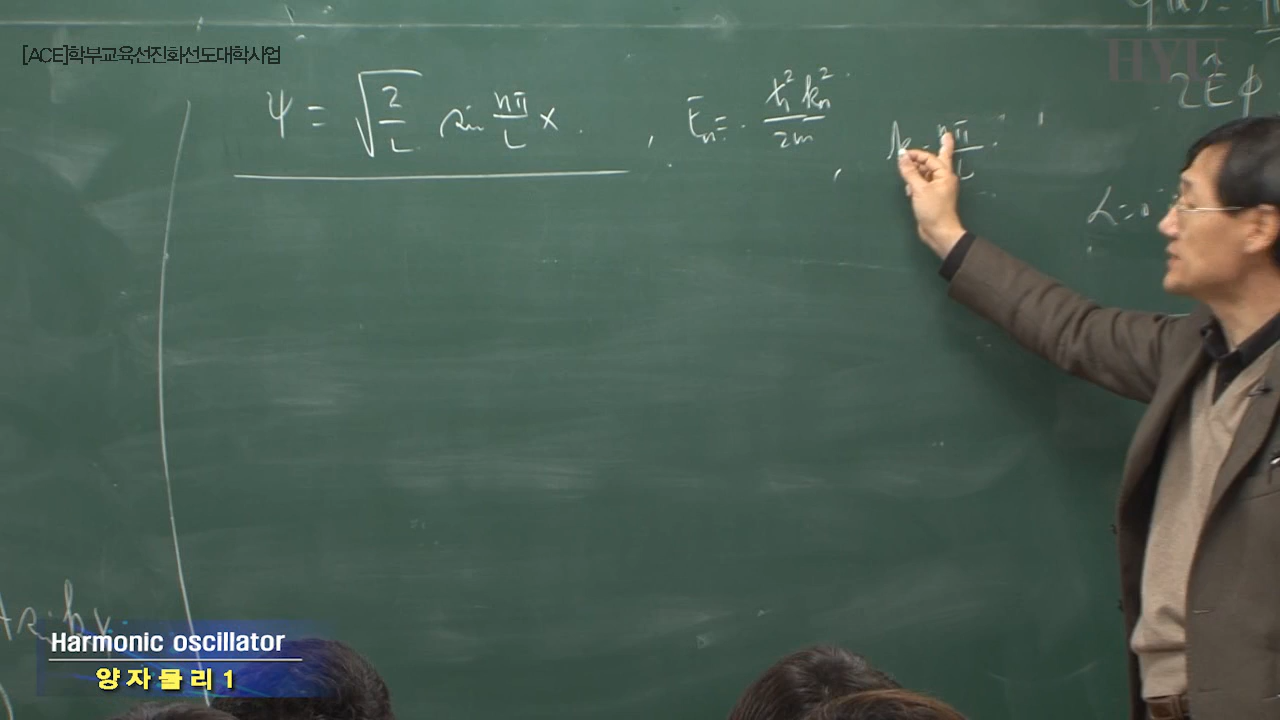 [ACE]학부교육선진화선도대학사업
HYU
2Êφ
ψ = √(2/L) sin nπ/L x , Eₙ = ħ²kₙ²/2m , k = nπ/L
Harmonic oscillator
양자물리1